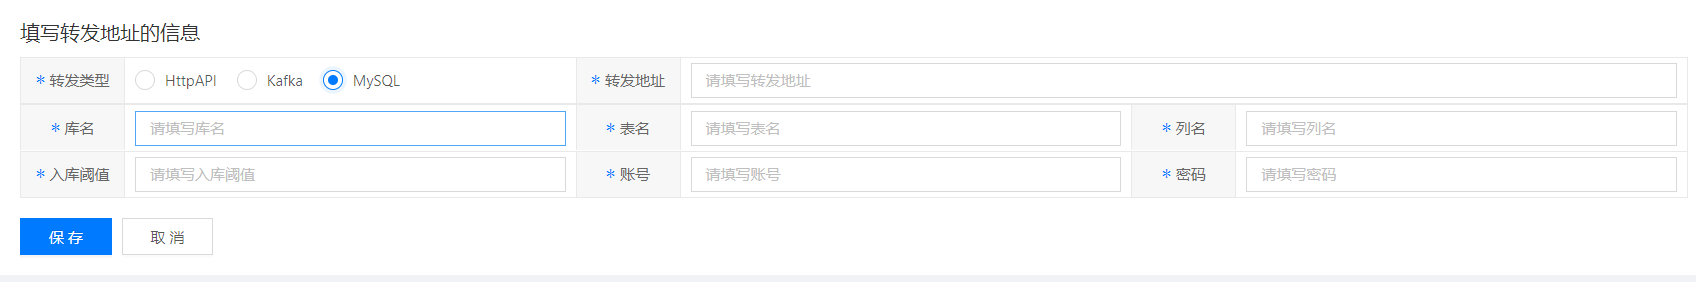 填写转发地址的信息
* 转发类型 HttpAPI Kafka MySQL * 转发地址 请填写转发地址
* 库名 请填写库名 * 表名 请填写表名 * 列名 请填写列名
* 入库阈值 请填写入库阈值 * 账号 请填写账号 * 密码 请填写密码
保存 取消